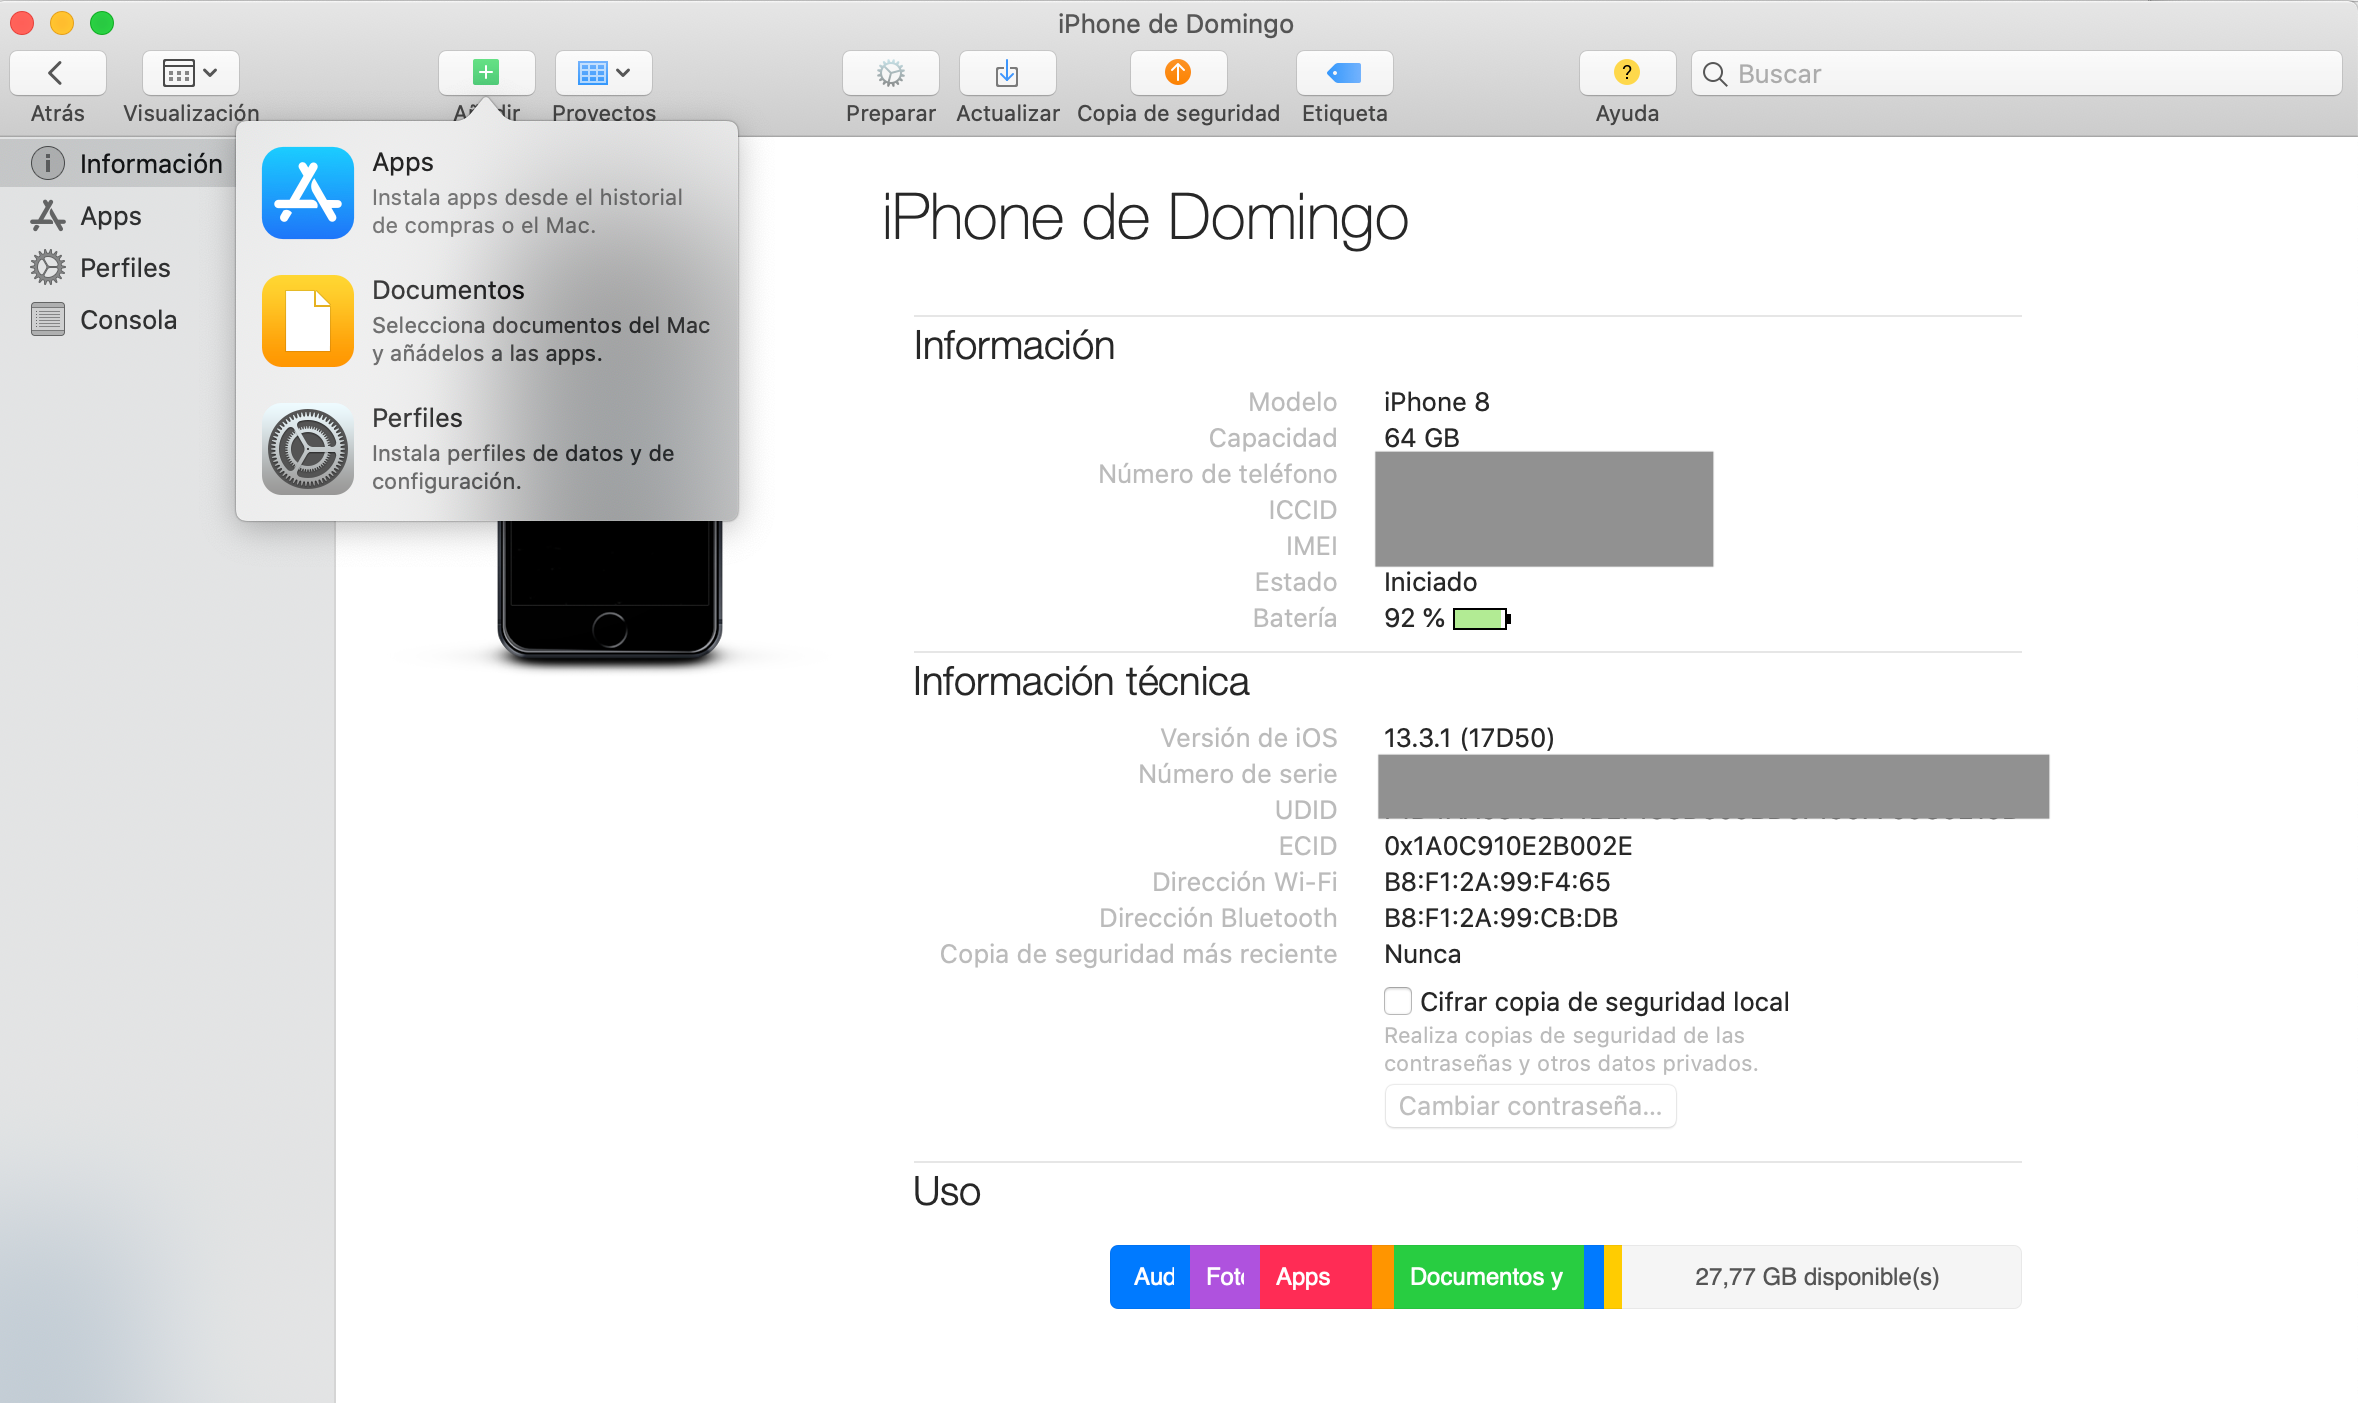 iPhone de Domingo
Buscar
Atrás
Visualización
Proyectos
Preparar
Actualizar
Copia de seguridad
Etiqueta
Ayuda
Información
Apps
Perfiles
Consola
Apps
Instala apps desde el historial
de compras o el Mac.
Documentos
Selecciona documentos del Mac
y añádelos a las apps.
Perfiles
Instala perfiles de datos y de
configuración.
iPhone de Domingo
Información
Modelo iPhone 8
Capacidad 64 GB
Número de teléfono
ICCID
IMEI
Estado Iniciado
Batería 92 %
Información técnica
Versión de iOS 13.3.1 (17D50)
Número de serie
UDID
ECID 0x1A0C910E2B002E
Dirección Wi-Fi B8:F1:2A:99:F4:65
Dirección Bluetooth B8:F1:2A:99:CB:DB
Copia de seguridad más reciente Nunca
Cifrar copia de seguridad local
Realiza copias de seguridad de las
contraseñas y otros datos privados.
Cambiar contraseña...
Uso
Aud Fot Apps Documentos y 27,77 GB disponible(s)